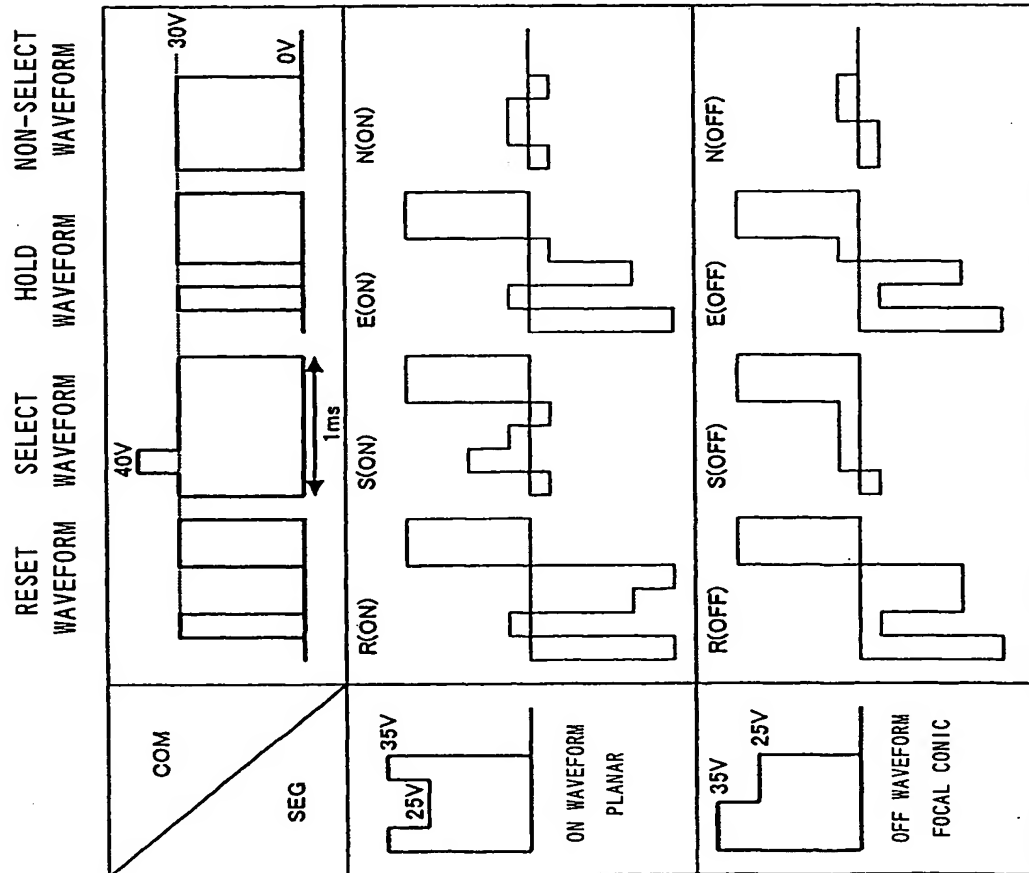 RESET
WAVEFORM
SELECT
WAVEFORM
HOLD
WAVEFORM
NON-SELECT
WAVEFORM
COM
SEG
40V
30V
0V
1ms
35V
25V
ON WAVEFORM
PLANAR
R(ON)
S(ON)
E(ON)
N(ON)
35V
25V
OFF WAVEFORM
FOCAL CONIC
R(OFF)
S(OFF)
E(OFF)
N(OFF)